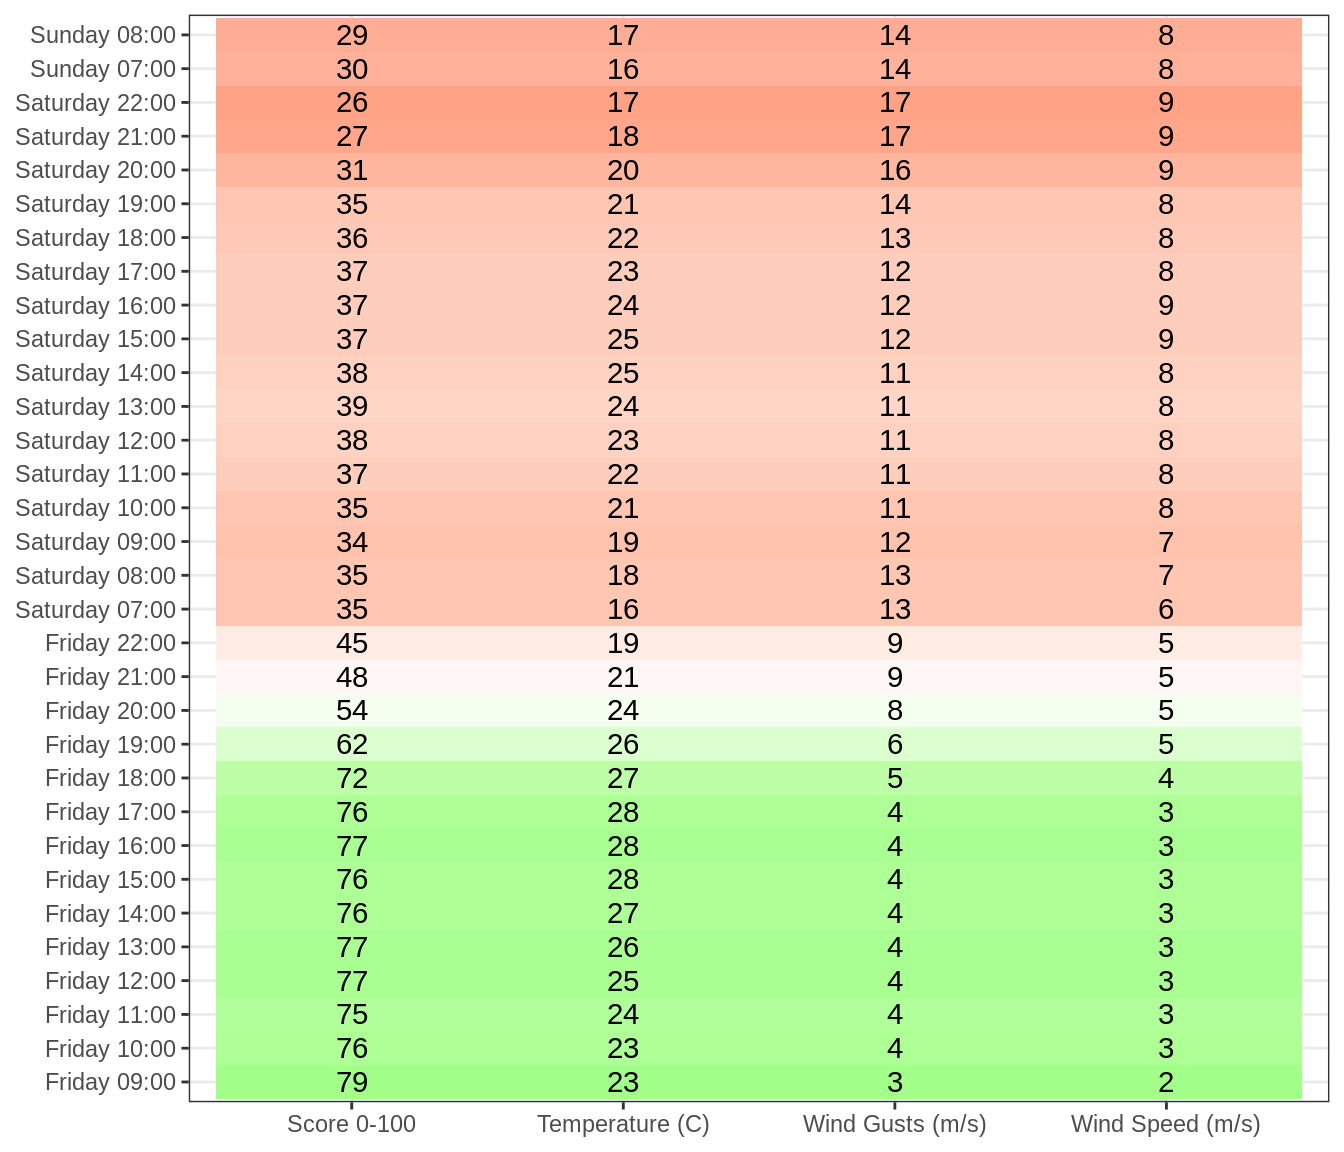 Sunday 08:00 29 17 14 8
Sunday 07:00 30 16 14 8
Saturday 22:00 26 17 17 9
Saturday 21:00 27 18 17 9
Saturday 20:00 31 20 16 9
Saturday 19:00 35 21 14 8
Saturday 18:00 36 22 13 8
Saturday 17:00 37 23 12 8
Saturday 16:00 37 24 12 9
Saturday 15:00 37 25 12 9
Saturday 14:00 38 25 11 8
Saturday 13:00 39 24 11 8
Saturday 12:00 38 23 11 8
Saturday 11:00 37 22 11 8
Saturday 10:00 35 21 11 8
Saturday 09:00 34 19 12 7
Saturday 08:00 35 18 13 7
Saturday 07:00 35 16 13 6
Friday 22:00 45 19 9 5
Friday 21:00 48 21 9 5
Friday 20:00 54 24 8 5
Friday 19:00 62 26 6 5
Friday 18:00 72 27 5 4
Friday 17:00 76 28 4 3
Friday 16:00 77 28 4 3
Friday 15:00 76 28 4 3
Friday 14:00 76 27 4 3
Friday 13:00 77 26 4 3
Friday 12:00 77 25 4 3
Friday 11:00 75 24 4 3
Friday 10:00 76 23 4 3
Friday 09:00 79 23 3 2
Score 0-100 Temperature (C) Wind Gusts (m/s) Wind Speed (m/s)